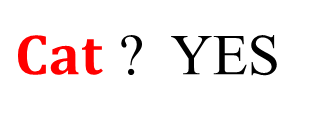 Cat ? YES